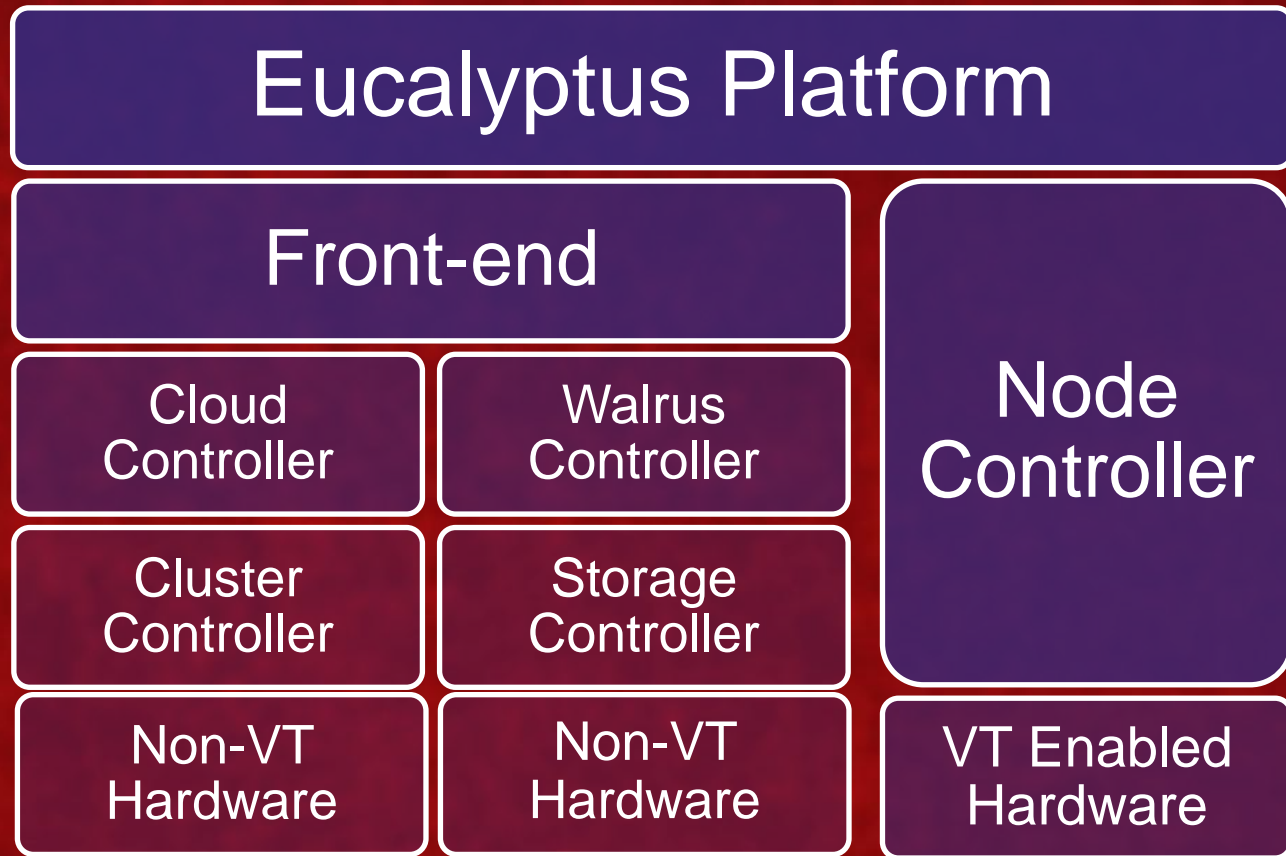 Eucalyptus Platform
Front-end
Node
Controller
Cloud
Controller
Walrus
Controller
Cluster
Controller
Storage
Controller
Non-VT
Hardware
Non-VT
Hardware
VT Enabled
Hardware